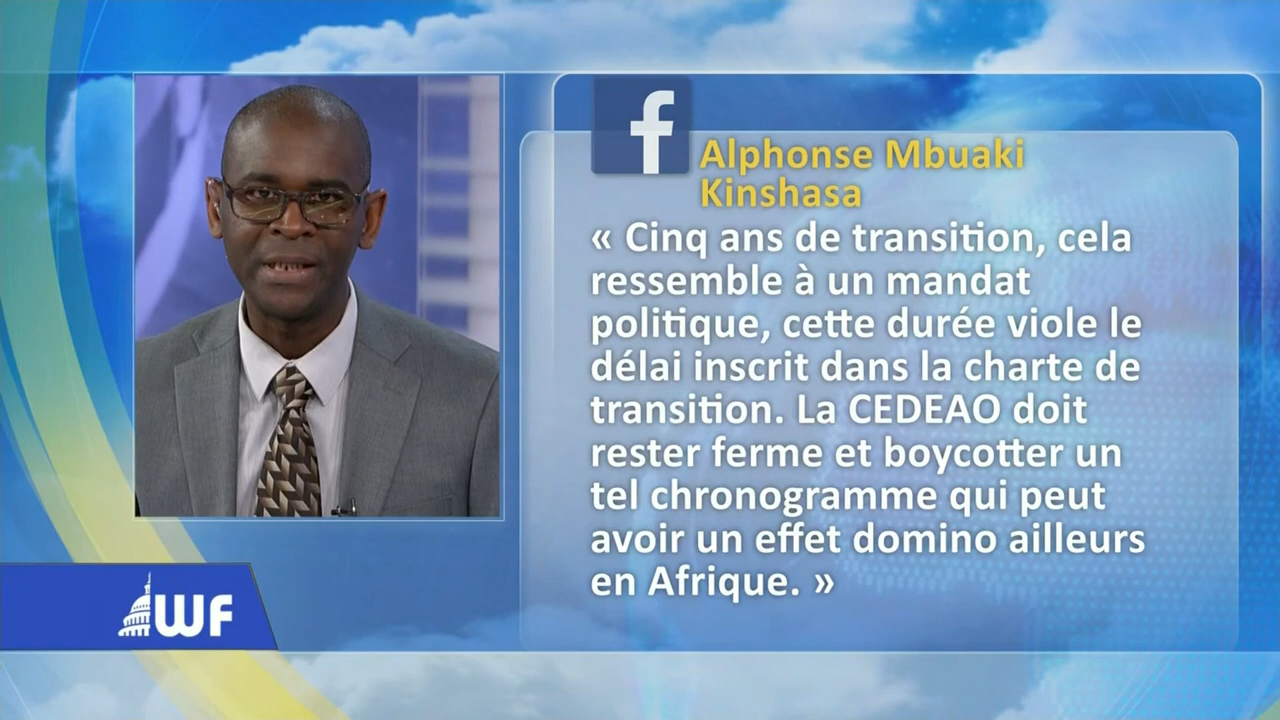 f
Alphonse Mbuaki
Kinshasa
« Cinq ans de transition, cela
ressemble à un mandat
politique, cette durée viole le
délai inscrit dans la charte de
transition. La CEDEAO doit
rester ferme et boycotter un
tel chronogramme qui peut
avoir un effet domino ailleurs
en Afrique. »
WF